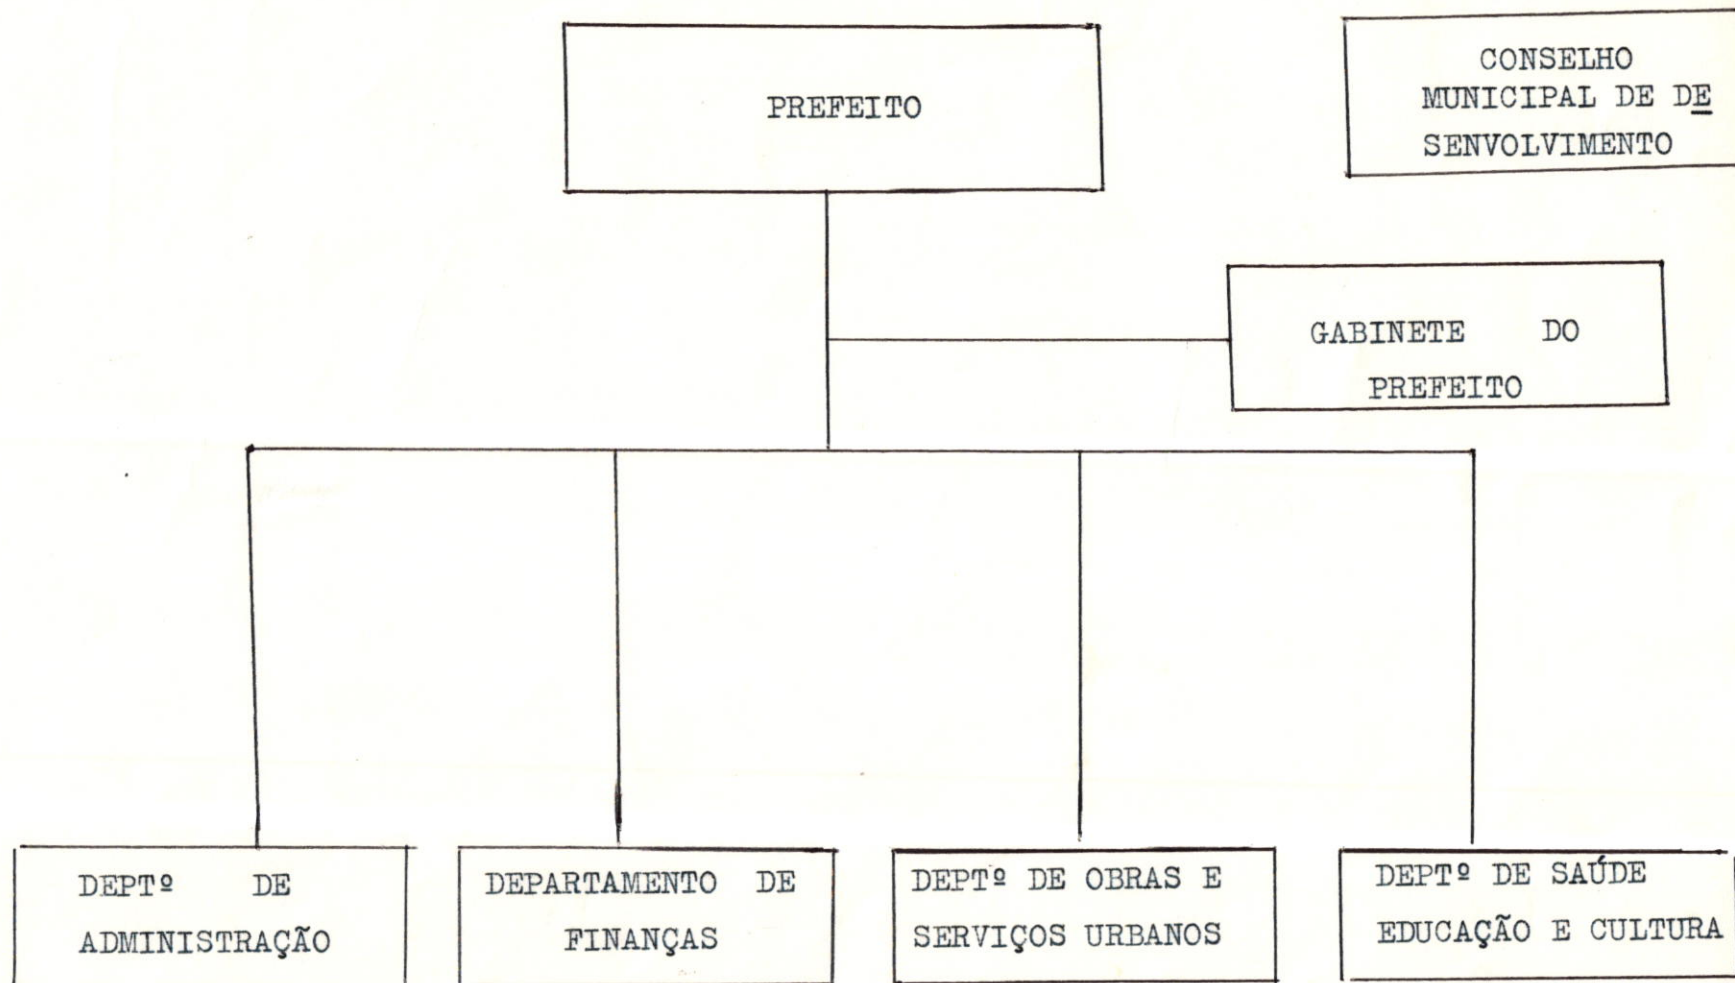 PREFEITO
CONSELHO
MUNICIPAL DE DE
SENVOLVIMENTO
GABINETE DO
PREFEITO
DEPTº DE
ADMINISTRAÇÃO
DEPARTAMENTO DE
FINANÇAS
DEPTº DE OBRAS E
SERVIÇOS URBANOS
DEPTº DE SAÚDE
EDUCAÇÃO E CULTURA